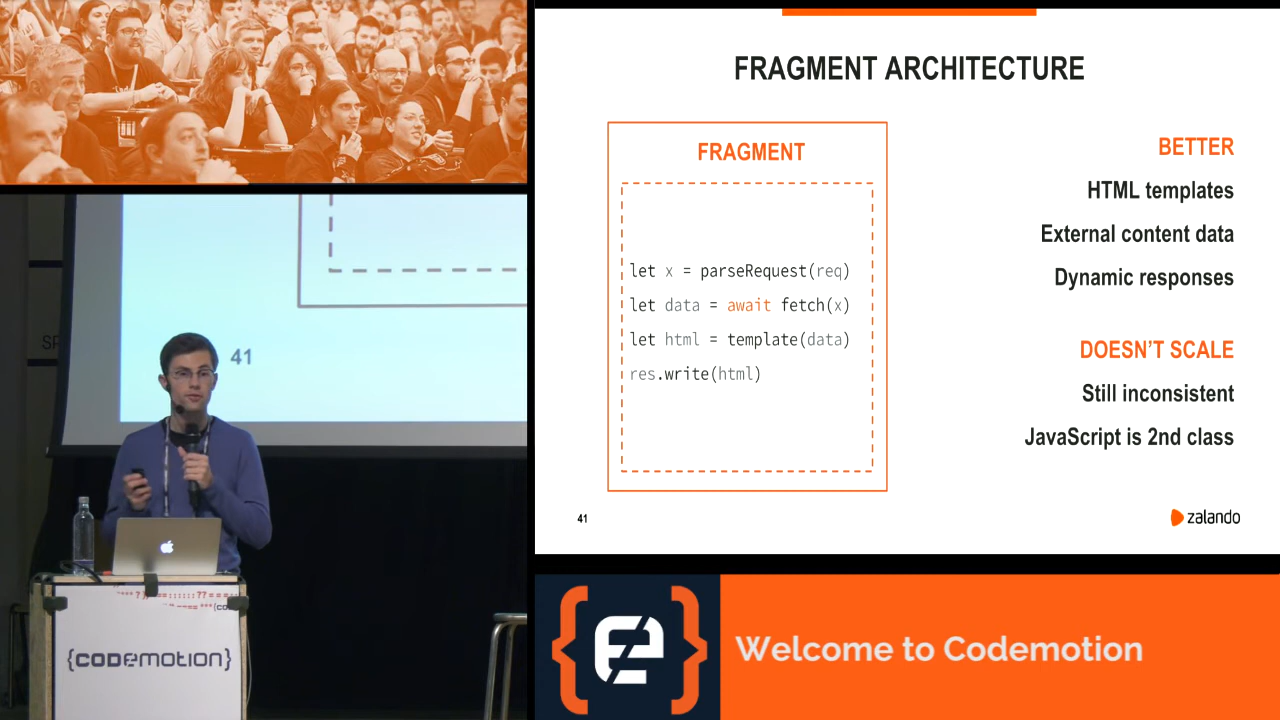 FRAGMENT ARCHITECTURE
FRAGMENT
let x = parseRequest(req)
let data = await fetch(x)
let html = template(data)
res.write(html)
BETTER
HTML templates
External content data
Dynamic responses
DOESN'T SCALE
Still inconsistent
JavaScript is 2nd class
41
zalando
41
{CODEMOTION}
Welcome to Codemotion